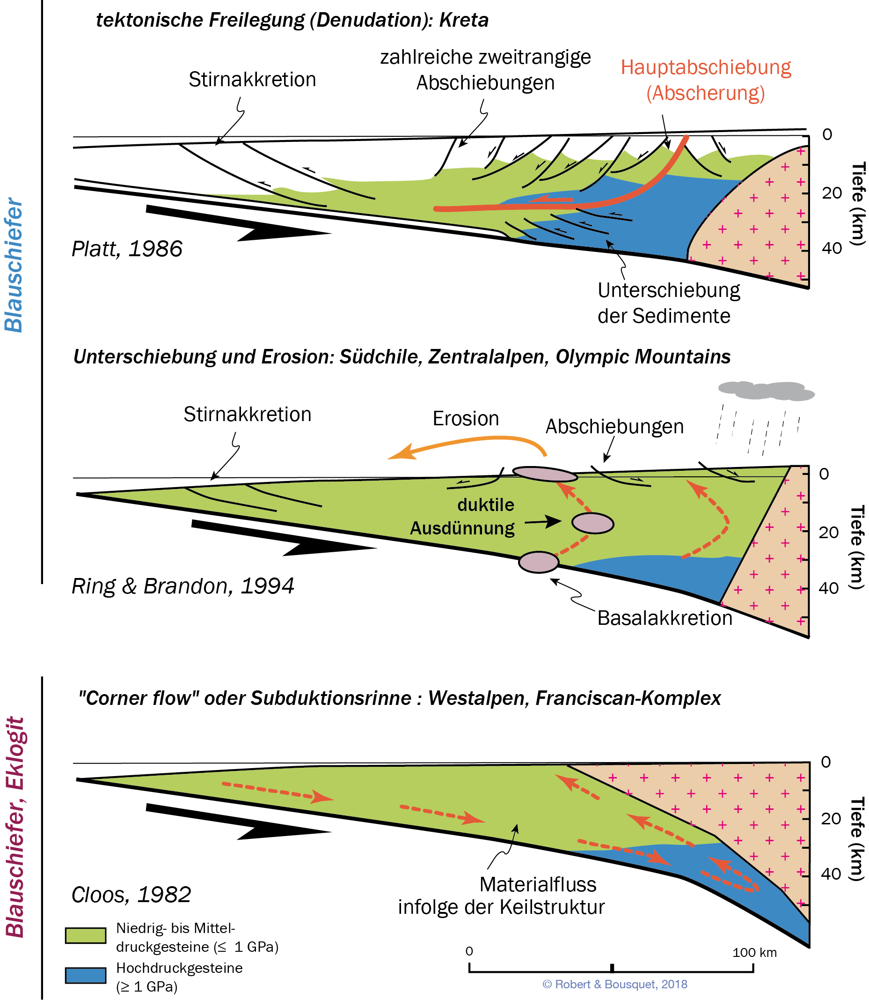 tektonische Freilegung (Denudation): Kreta
zahlreiche zweitrangige
Abschiebungen
Stirnakkretion
Hauptabschiebung
(Abscherung)
0
20
40
Tiefe (km)
Platt, 1986
Unterschiebung
der Sedimente
Blauschiefer
Unterschiebung und Erosion: Südchile, Zentralalpen, Olympic Mountains
Stirnakkretion
Erosion
Abschiebungen
duktile
Ausdünnung
0
20
40
Tiefe (km)
Ring & Brandon, 1994
Basalakkretion
"Corner flow" oder Subduktionsrinne : Westalpen, Franciscan-Komplex
Blauschiefer, Eklogit
0
20
40
Tiefe (km)
Materialfluss
infolge der Keilstruktur
Cloos, 1982
Niedrig- bis Mittel-
druckgesteine (≤ 1 GPa)
Hochdruckgesteine
(≥ 1 GPa)
0
100 km
© Robert & Bousquet, 2018